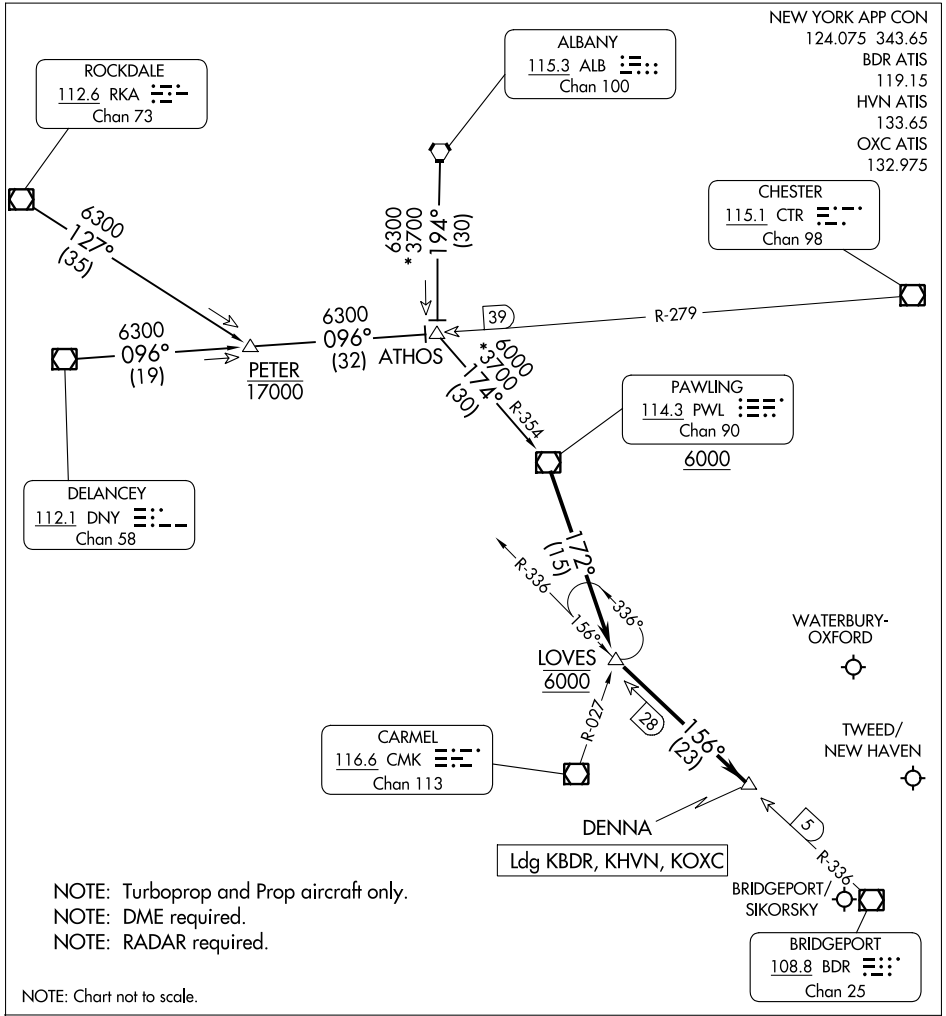 NEW YORK APP CON
124.075 343.65
BDR ATIS
119.15
HVN ATIS
133.65
OXC ATIS
132.975
ALBANY
115.3 ALB
Chan 100
ROCKDALE
112.6 RKA
Chan 73
CHESTER
115.1 CTR
Chan 98
6300
127°
(35)
6300
*3700
194°
(30)
39
R-279
6300
096°
(19)
6300
096°
(32)
PETER
17000
ATHOS
6000
*3700
174°
(30)
R-354
PAWLING
114.3 PWL
Chan 90
6000
DELANCEY
112.1 DNY
Chan 58
172°
(15)
R-336
156°
336°
LOVES
6000
WATERBURY-
OXFORD
R-027
28
156°
(23)
CARMEL
116.6 CMK
Chan 113
TWEED/
NEW HAVEN
DENNA
Ldg KBDR, KHVN, KOXC
5
R-336
BRIDGEPORT/
SIKORSKY
BRIDGEPORT
108.8 BDR
Chan 25
NOTE: Turboprop and Prop aircraft only.
NOTE: DME required.
NOTE: RADAR required.
NOTE: Chart not to scale.